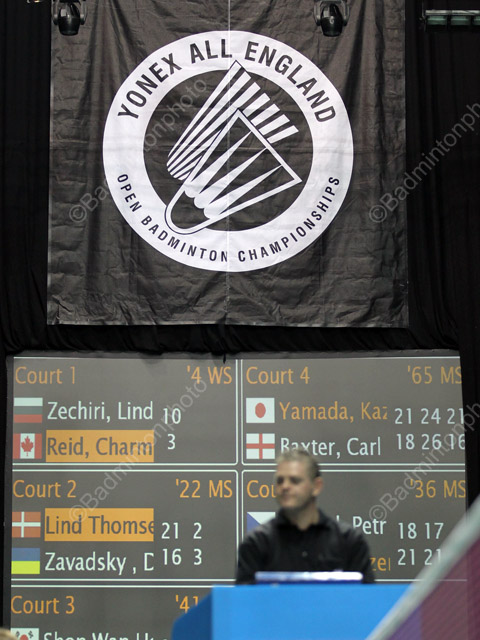 YONEX ALL ENGLAND
OPEN BADMINTON CHAMPIONSHIPS
Court 1 '4 WS
Zechiri, Lind 10
Reid, Charm 3
Court 4 '65 MS
Yamada, Kaz 21 24 21
Baxter, Carl 18 26 16
Court 2 '22 MS
Lind Thomse 21 2
Zavadsky, D 16 3
'36 MS
Petr 18 17
21 21
Court 3
©Badmintonphoto